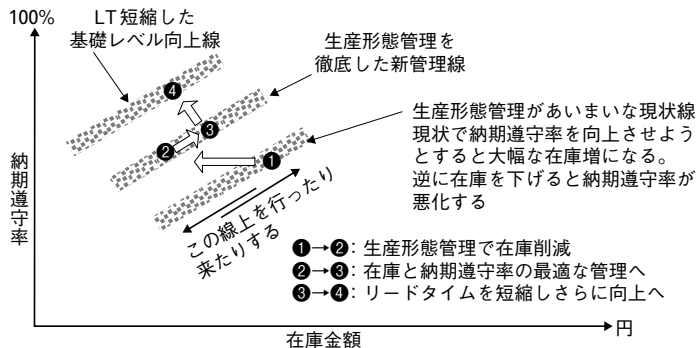 100%
LT短縮した
基礎レベル向上線
生産形態管理を
徹底した新管理線
生産形態管理があいまいな現状線
現状で納期遵守率を向上させよう
とすると大幅な在庫増になる。
逆に在庫を下げると納期遵守率が
悪化する
❹
❸
❷
❶
納期遵守率
この線上を行ったり
来たりする
❶→❷：生産形態管理で在庫削減
❷→❸：在庫と納期遵守率の最適な管理へ
❸→❹：リードタイムを短縮しさらに向上へ
在庫金額
円